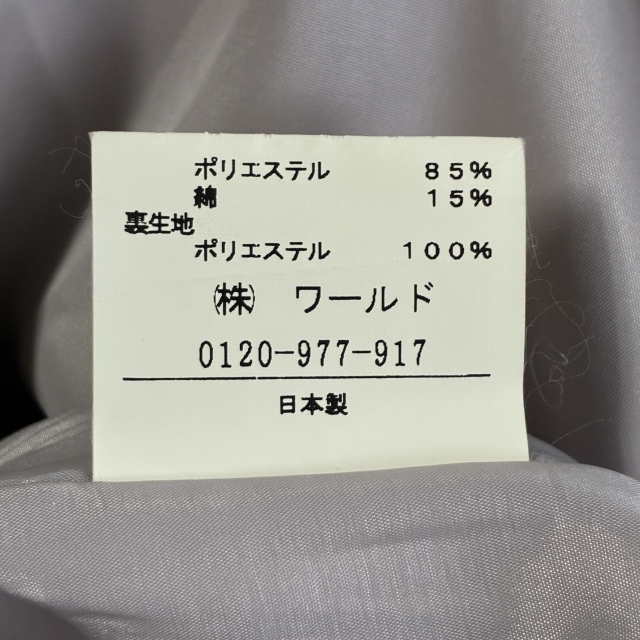 ポリエステル　８５％
綿　１５％
裏生地
ポリエステル　１００％
㈱　ワールド
0120-977-917
日本製